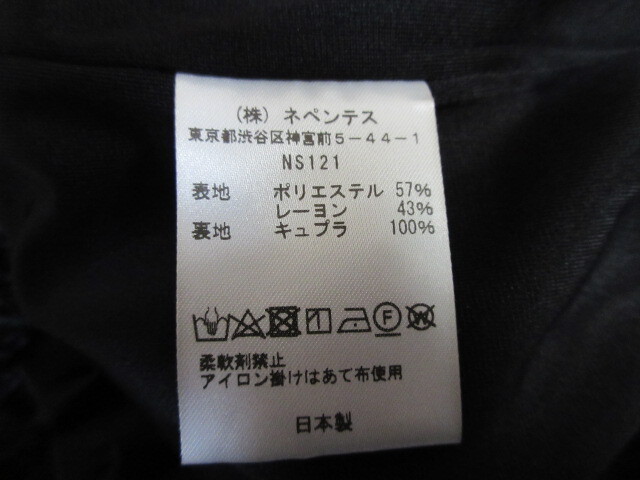 (株) ネペンテス
東京都渋谷区神宮前5-44-1
NS121
表地 ポリエステル 57%
レーヨン 43%
裏地 キュプラ 100%
F W
柔軟剤禁止
アイロン掛けはあて布使用
日本製